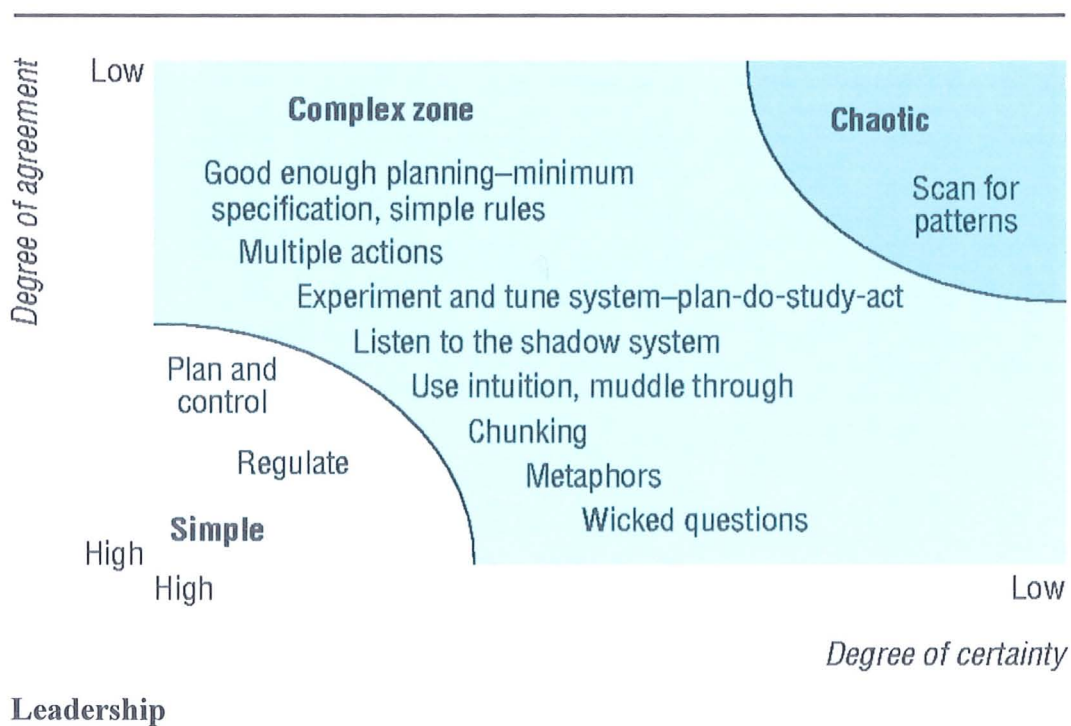 Degree of agreement
Low
Complex zone
Chaotic
Good enough planning–minimum
specification, simple rules
Scan for
patterns
Multiple actions
Experiment and tune system–plan-do-study-act
Listen to the shadow system
Plan and
control
Use intuition, muddle through
Chunking
Regulate
Metaphors
Wicked questions
Simple
High
High
Low
Degree of certainty
Leadership